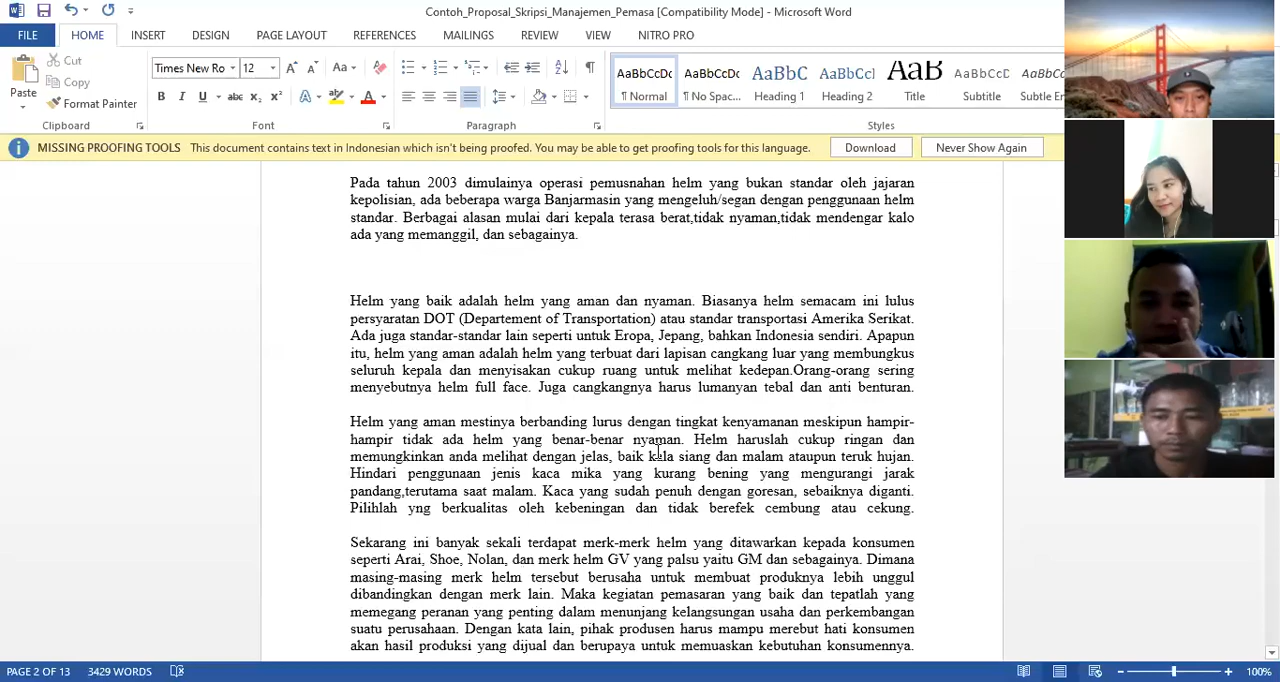 Contoh_Proposal_Skripsi_Manajemen_Pemasa [Compatibility Mode] - Microsoft Word
FILE HOME INSERT DESIGN PAGE LAYOUT REFERENCES MAILINGS REVIEW VIEW NITRO PRO
Cut
Copy
Format Painter
Paste
Times New Ro 12
AaBbCcDc AaBbCcDc AaBbC AaBbCcI AaB AaBbCcD AaBbCcD
¶ Normal ¶ No Spac... Heading 1 Heading 2 Title Subtitle Subtle Em
Clipboard Font Paragraph Styles
MISSING PROOFING TOOLS This document contains text in Indonesian which isn't being proofed. You may be able to get proofing tools for this language. Download Never Show Again
Pada tahun 2003 dimulainya operasi pemusnahan helm yang bukan standar oleh jajaran
kepolisian, ada beberapa warga Banjarmasin yang mengeluh/segan dengan penggunaan helm
standar. Berbagai alasan mulai dari kepala terasa berat,tidak nyaman,tidak mendengar kalo
ada yang memanggil, dan sebagainya.
Helm yang baik adalah helm yang aman dan nyaman. Biasanya helm semacam ini lulus
persyaratan DOT (Departement of Transportation) atau standar transportasi Amerika Serikat.
Ada juga standar-standar lain seperti untuk Eropa, Jepang, bahkan Indonesia sendiri. Apapun
itu, helm yang aman adalah helm yang terbuat dari lapisan cangkang luar yang membungkus
seluruh kepala dan menyisakan cukup ruang untuk melihat kedepan.Orang-orang sering
menyebutnya helm full face. Juga cangkangnya harus lumanyan tebal dan anti benturan.
Helm yang aman mestinya berbanding lurus dengan tingkat kenyamanan meskipun hampir-
hampir tidak ada helm yang benar-benar nyaman. Helm haruslah cukup ringan dan
memungkinkan anda melihat dengan jelas, baik kala siang dan malam ataupun teruk hujan.
Hindari penggunaan jenis kaca mika yang kurang bening yang mengurangi jarak
pandang,terutama saat malam. Kaca yang sudah penuh dengan goresan, sebaiknya diganti.
Pilihlah yng berkualitas oleh kebeningan dan tidak berefek cembung atau cekung.
Sekarang ini banyak sekali terdapat merk-merk helm yang ditawarkan kepada konsumen
seperti Arai, Shoe, Nolan, dan merk helm GV yang palsu yaitu GM dan sebagainya. Dimana
masing-masing merk helm tersebut berusaha untuk membuat produknya lebih unggul
dibandingkan dengan merk lain. Maka kegiatan pemasaran yang baik dan tepatlah yang
memegang peranan yang penting dalam menunjang kelangsungan usaha dan perkembangan
suatu perusahaan. Dengan kata lain, pihak produsen harus mampu merebut hati konsumen
akan hasil produksi yang dijual dan berupaya untuk memuaskan kebutuhan konsumennya.
PAGE 2 OF 13 3429 WORDS 100%